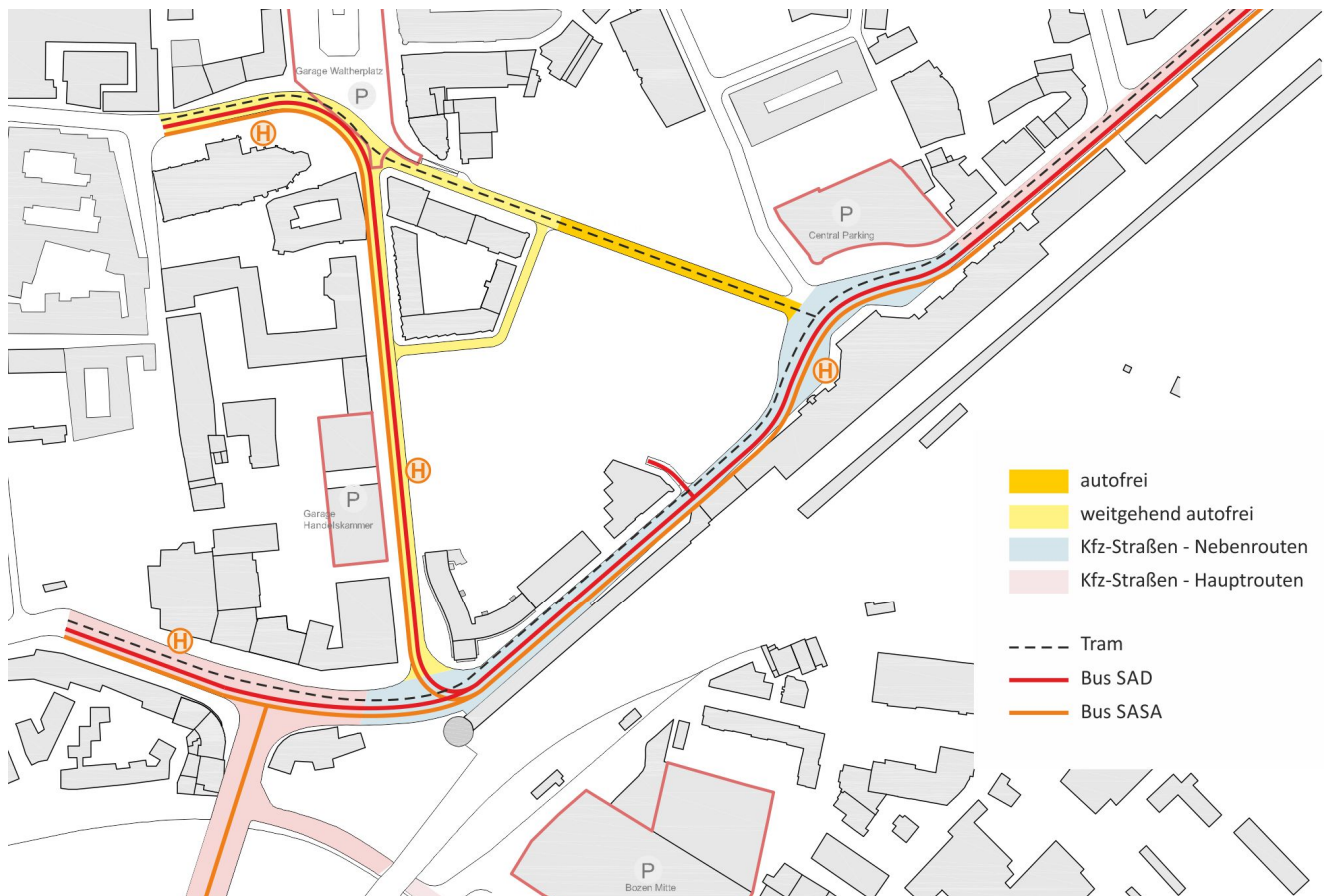 Garage Waltherplatz
P
H
P
Central Parking
H
H
P
Garage
Handelskammer
H
autofrei
weitgehend autofrei
Kfz-Straßen - Nebenrouten
Kfz-Straßen - Hauptrouten
Tram
Bus SAD
Bus SASA
P
Bozen Mitte